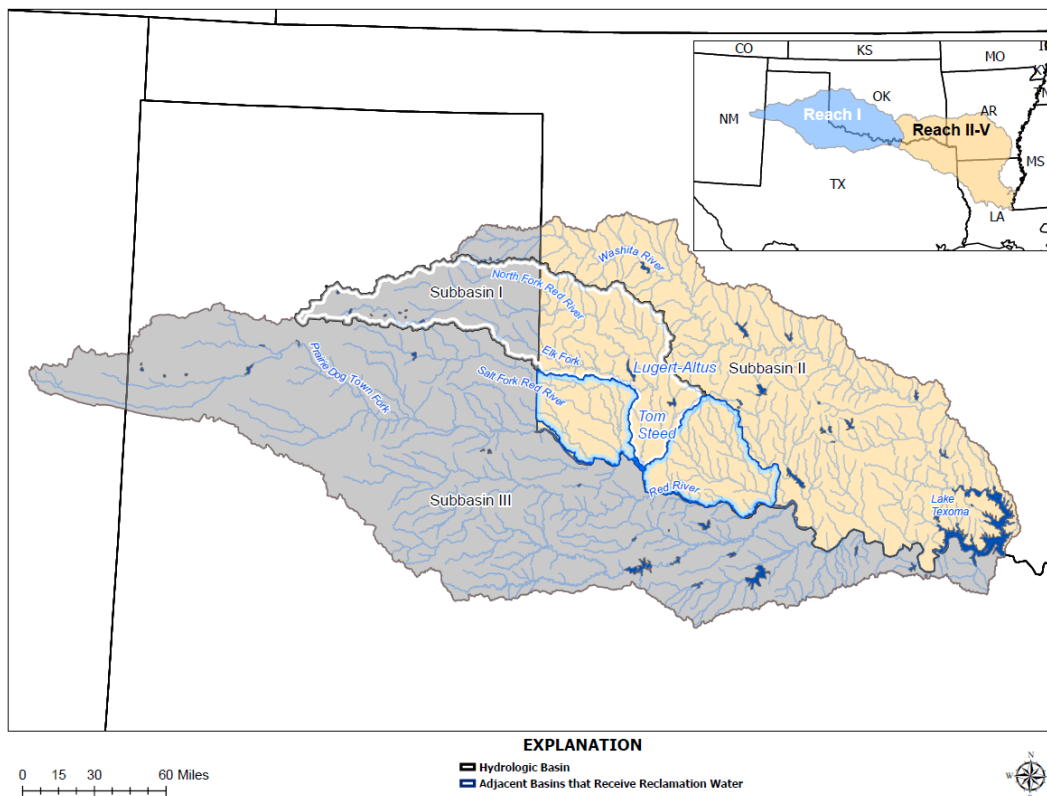 CO
KS
MO
KY
TN
OK
AR
NM
Reach I
Reach II-V
MS
TX
LA
Washita River
North Fork Red River
Subbasin I
Elk Fork
Prairie Dog Town Fork
Salt Fork Red River
Lugert-Altus
Subbasin II
Tom
Steed
Red River
Subbasin III
Lake
Texoma
EXPLANATION
Hydrologic Basin
Adjacent Basins that Receive Reclamation Water
0 15 30 60 Miles
N
W
E
S